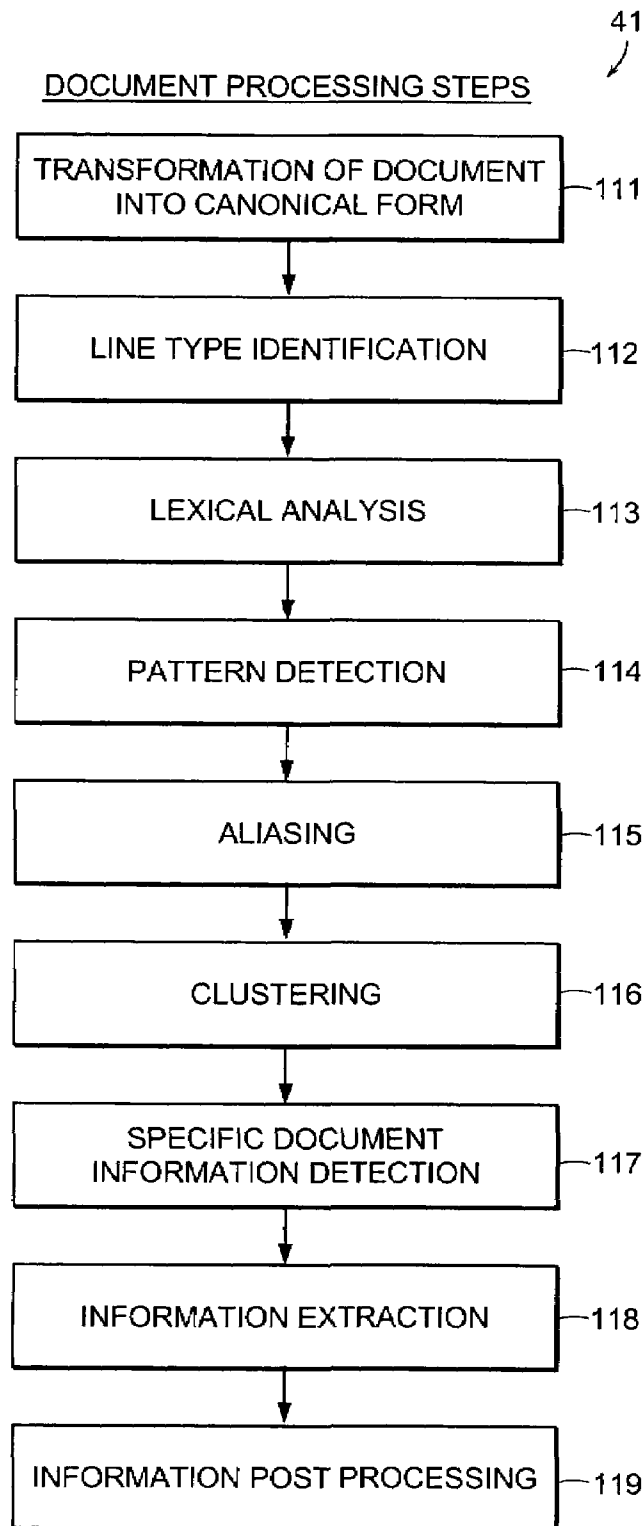 41
DOCUMENT PROCESSING STEPS
TRANSFORMATION OF DOCUMENT
INTO CANONICAL FORM
111
LINE TYPE IDENTIFICATION
112
LEXICAL ANALYSIS
113
PATTERN DETECTION
114
ALIASING
115
CLUSTERING
116
SPECIFIC DOCUMENT
INFORMATION DETECTION
117
INFORMATION EXTRACTION
118
INFORMATION POST PROCESSING
119